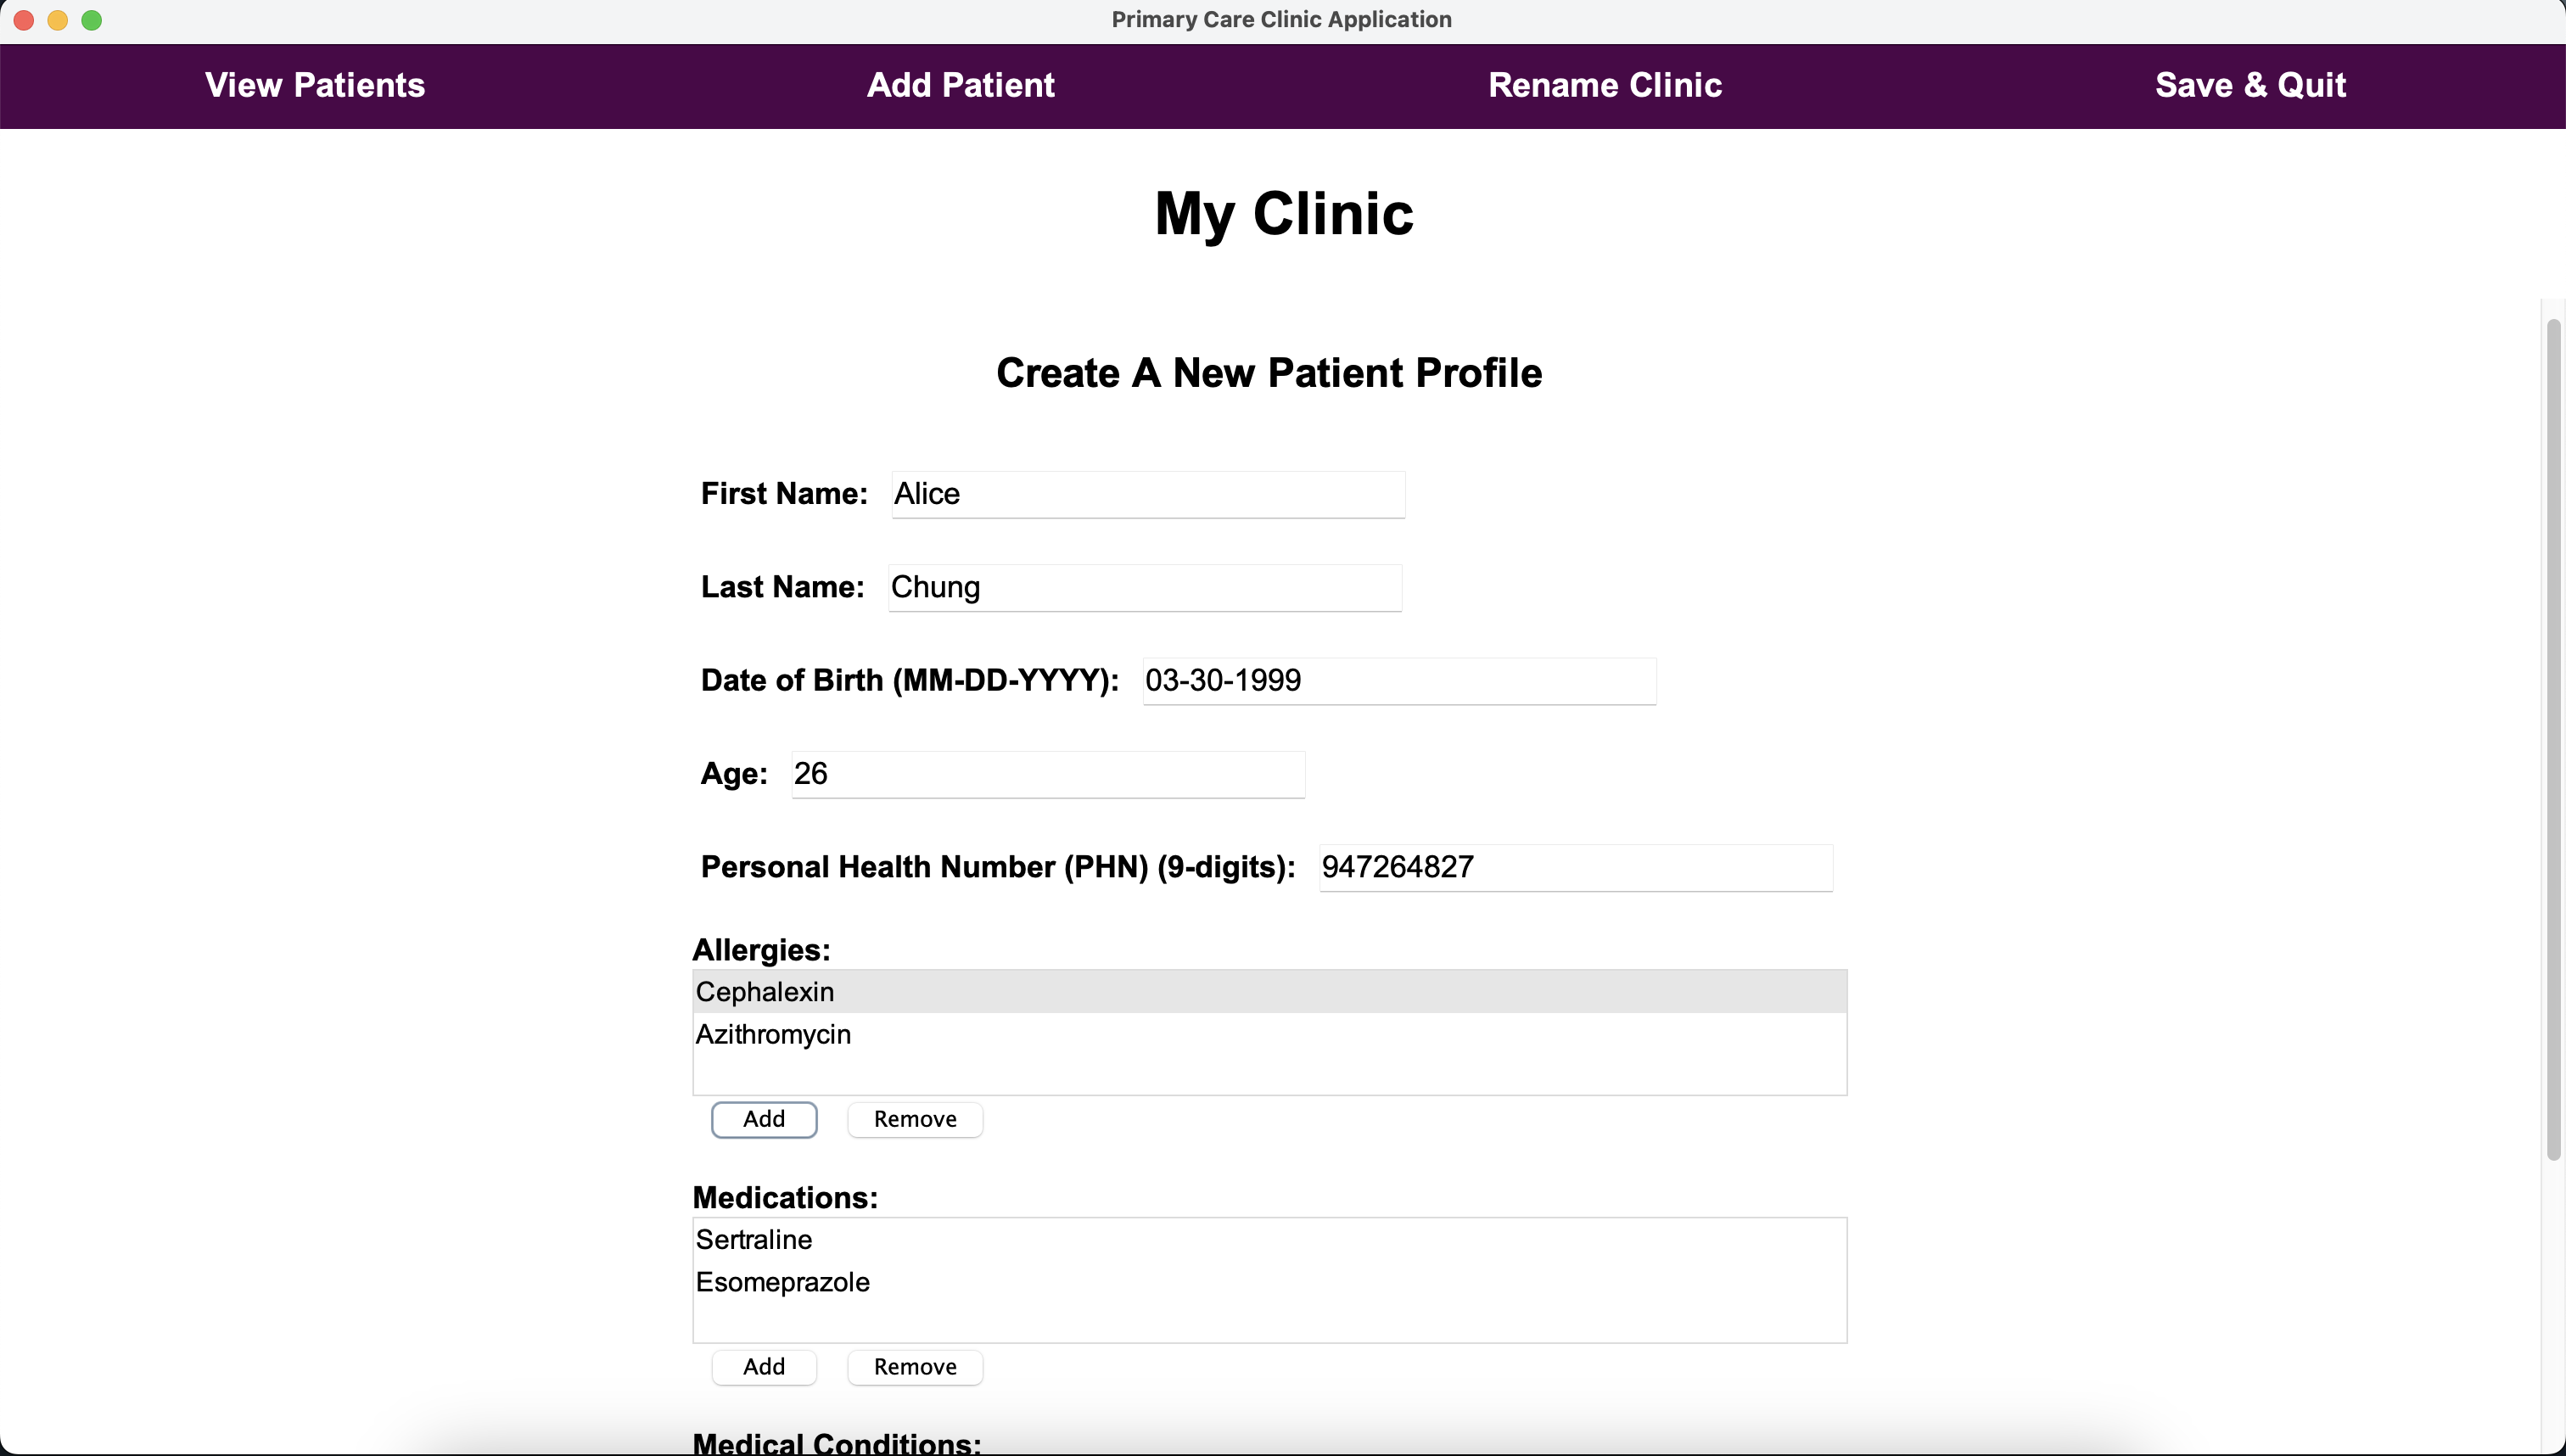 Primary Care Clinic Application
View Patients Add Patient Rename Clinic Save & Quit
My Clinic
Create A New Patient Profile
First Name: Alice
Last Name: Chung
Date of Birth (MM-DD-YYYY): 03-30-1999
Age: 26
Personal Health Number (PHN) (9-digits): 947264827
Allergies:
Cephalexin
Azithromycin
Add Remove
Medications:
Sertraline
Esomeprazole
Add Remove
Medical Conditions: